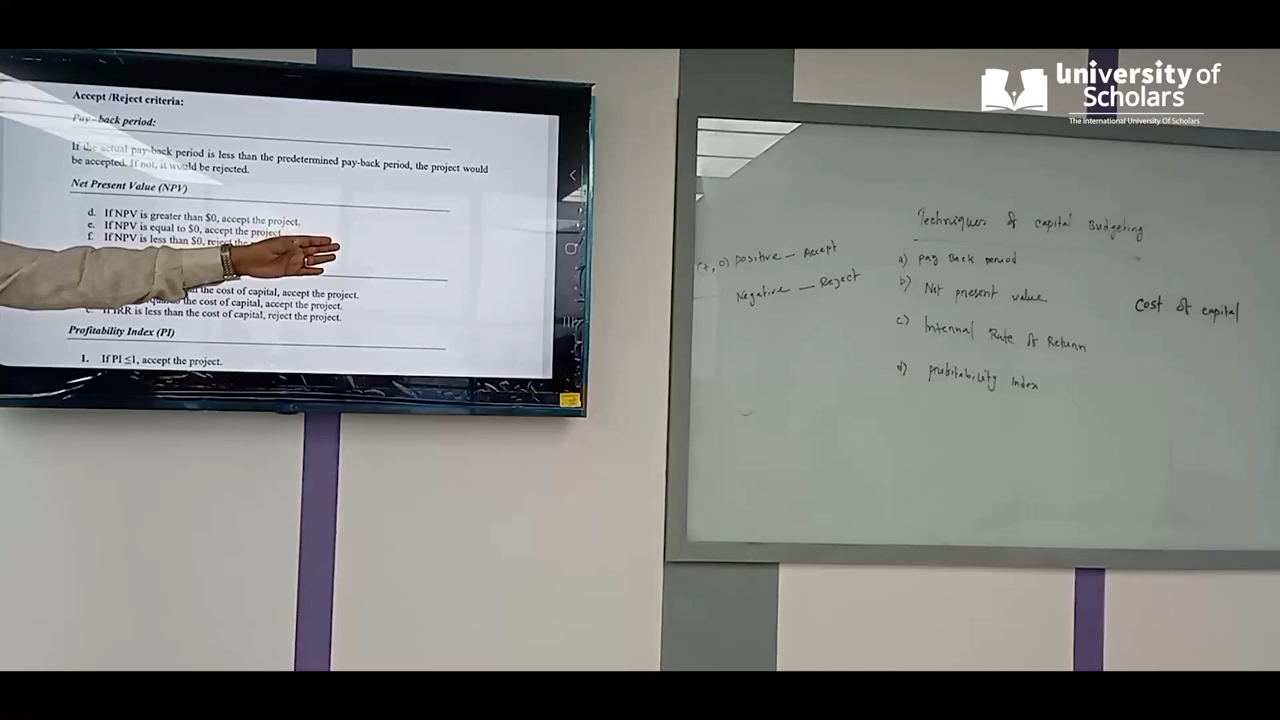 Accept /Reject criteria:
Pay - back period:
If the actual pay-back period is less than the predetermined pay-back period, the project would
be accepted. If not, it would be rejected.
Net Present Value (NPV)
d. If NPV is greater than $0, accept the project.
e. If NPV is equal to $0, accept the project.
f. If NPV is less than $0, reject the
the cost of capital, accept the project.
the cost of capital, accept the project.
IRR is less than the cost of capital, reject the project.
Profitability Index (PI)
1. If PI ≤1, accept the project.
University of
Scholars
The International University Of Scholars
Techniques of capital Budgeting
a) Pay Back period
b) Net present value
c) Internal Rate of Return
d) profitability Index
(+, 0) positive – Accept
Negative – Reject
Cost of capital